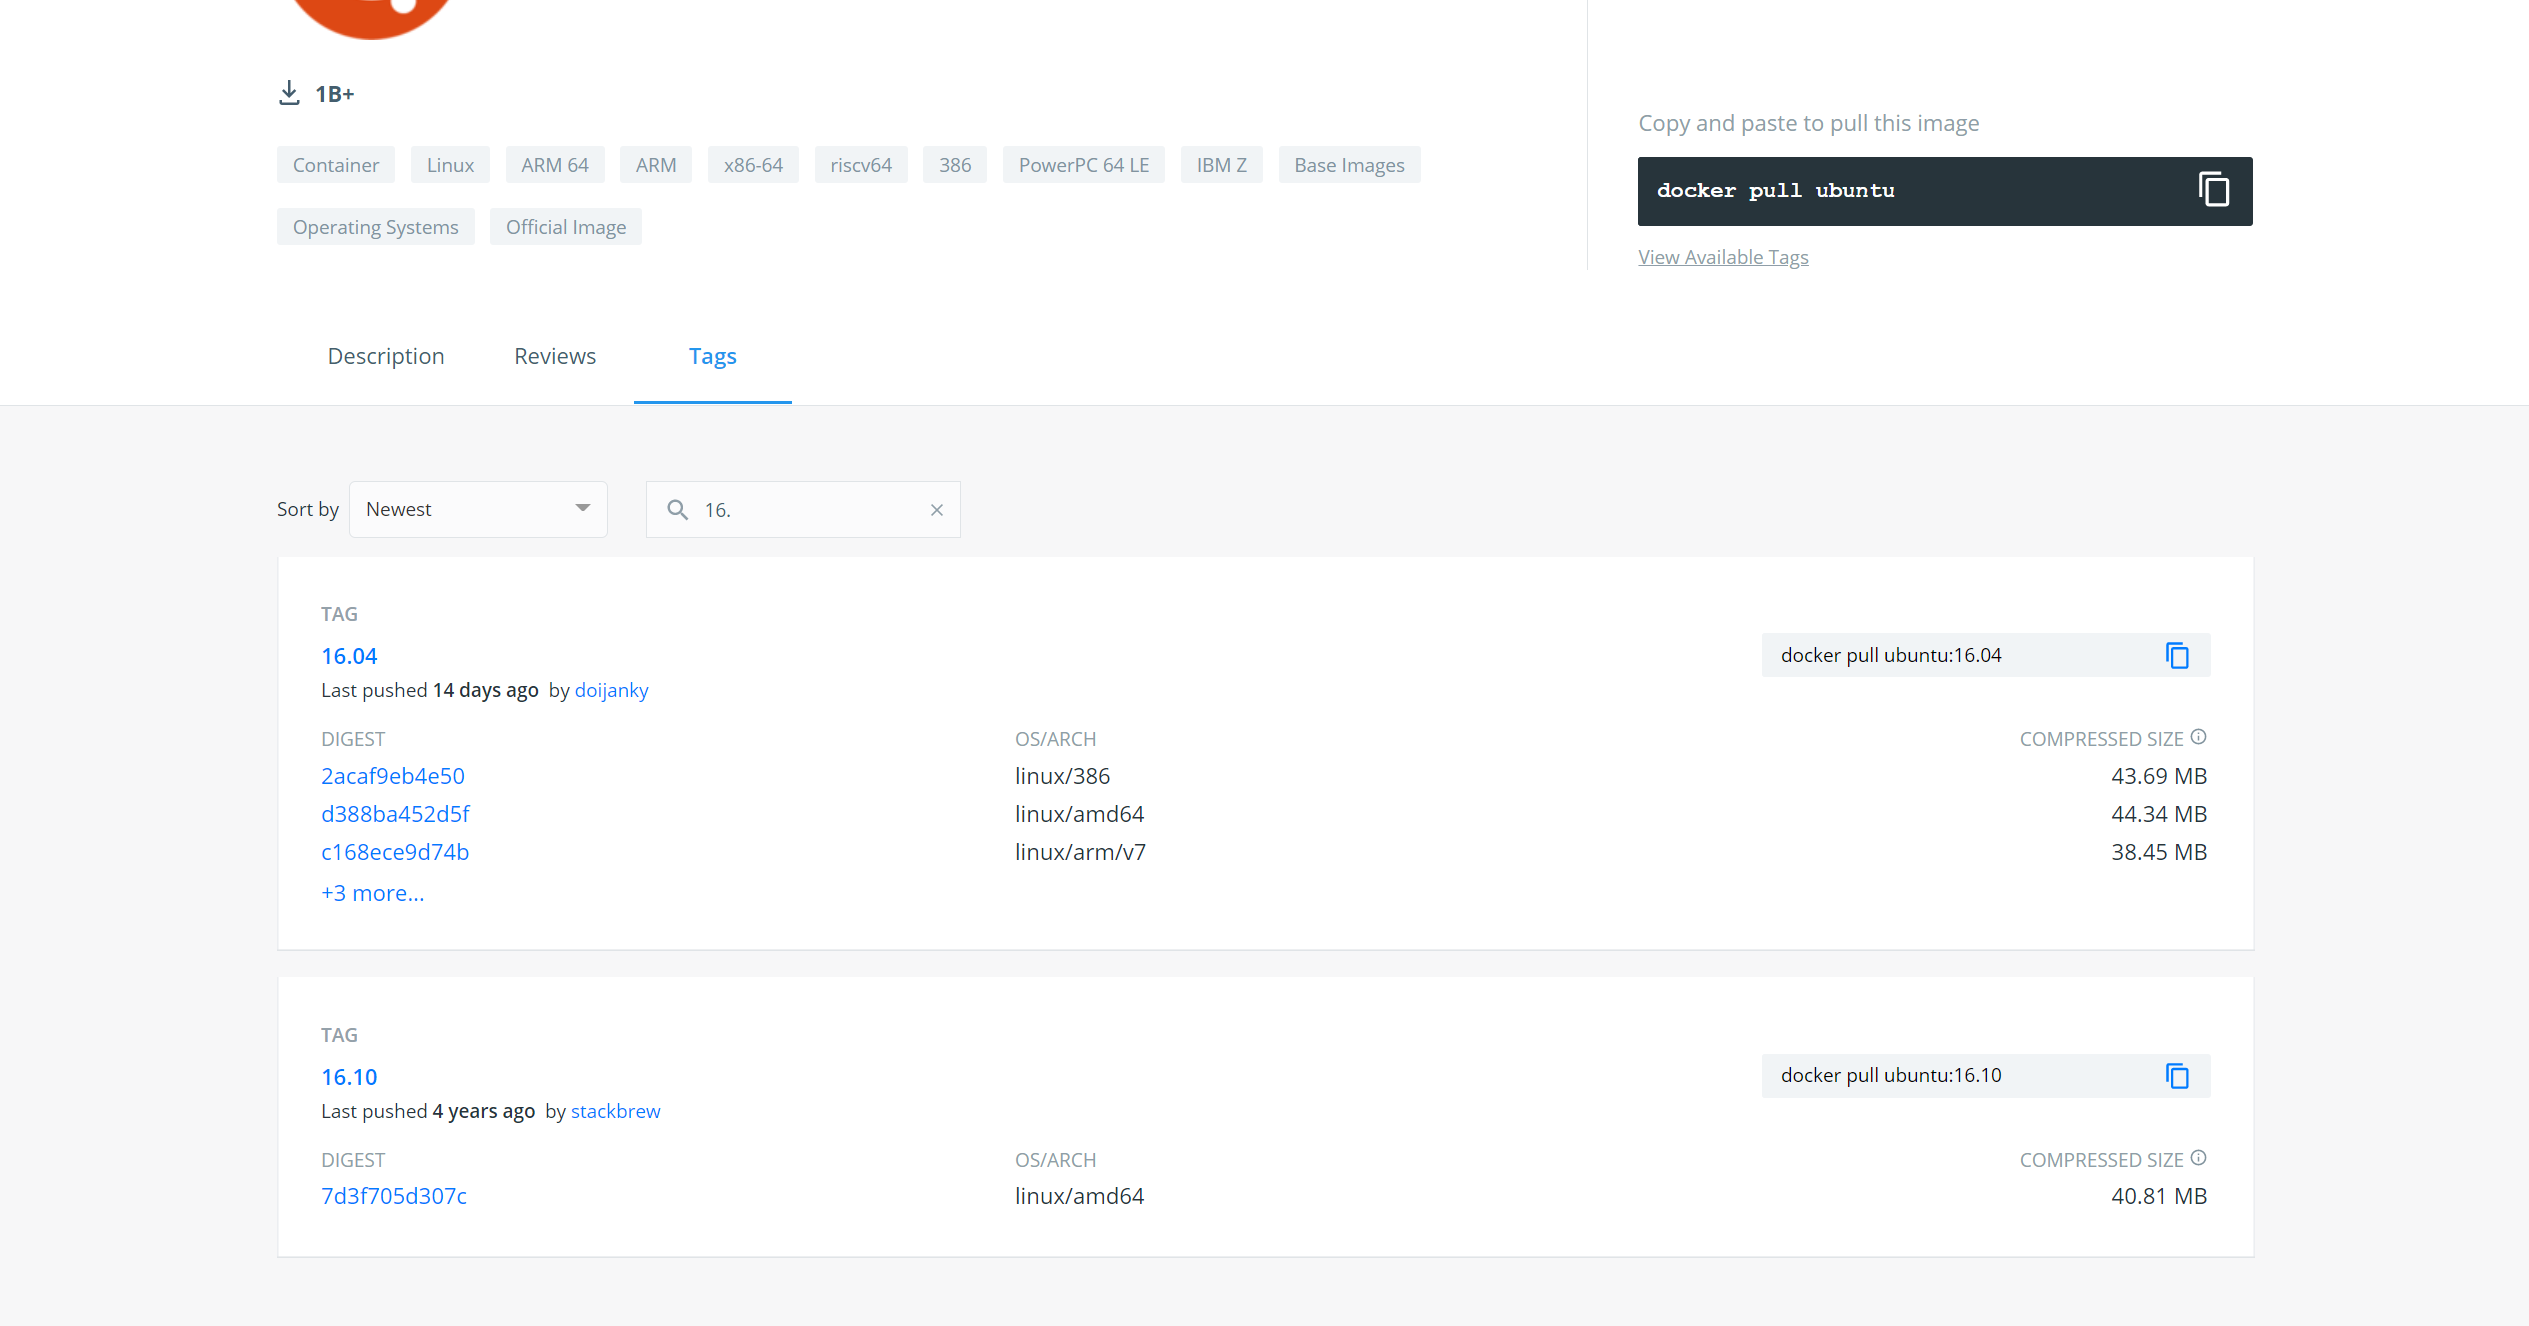 1B+
Copy and paste to pull this image
Container Linux ARM 64 ARM x86-64 riscv64 386 PowerPC 64 LE IBM Z Base Images
docker pull ubuntu
Operating Systems Official Image
View Available Tags
Description Reviews Tags
Sort by Newest 16.
TAG
16.04
docker pull ubuntu:16.04
Last pushed 14 days ago by doijanky
DIGEST OS/ARCH COMPRESSED SIZE
2acaf9eb4e50 linux/386 43.69 MB
d388ba452d5f linux/amd64 44.34 MB
c168ece9d74b linux/arm/v7 38.45 MB
+3 more...
TAG
16.10
docker pull ubuntu:16.10
Last pushed 4 years ago by stackbrew
DIGEST OS/ARCH COMPRESSED SIZE
7d3f705d307c linux/amd64 40.81 MB